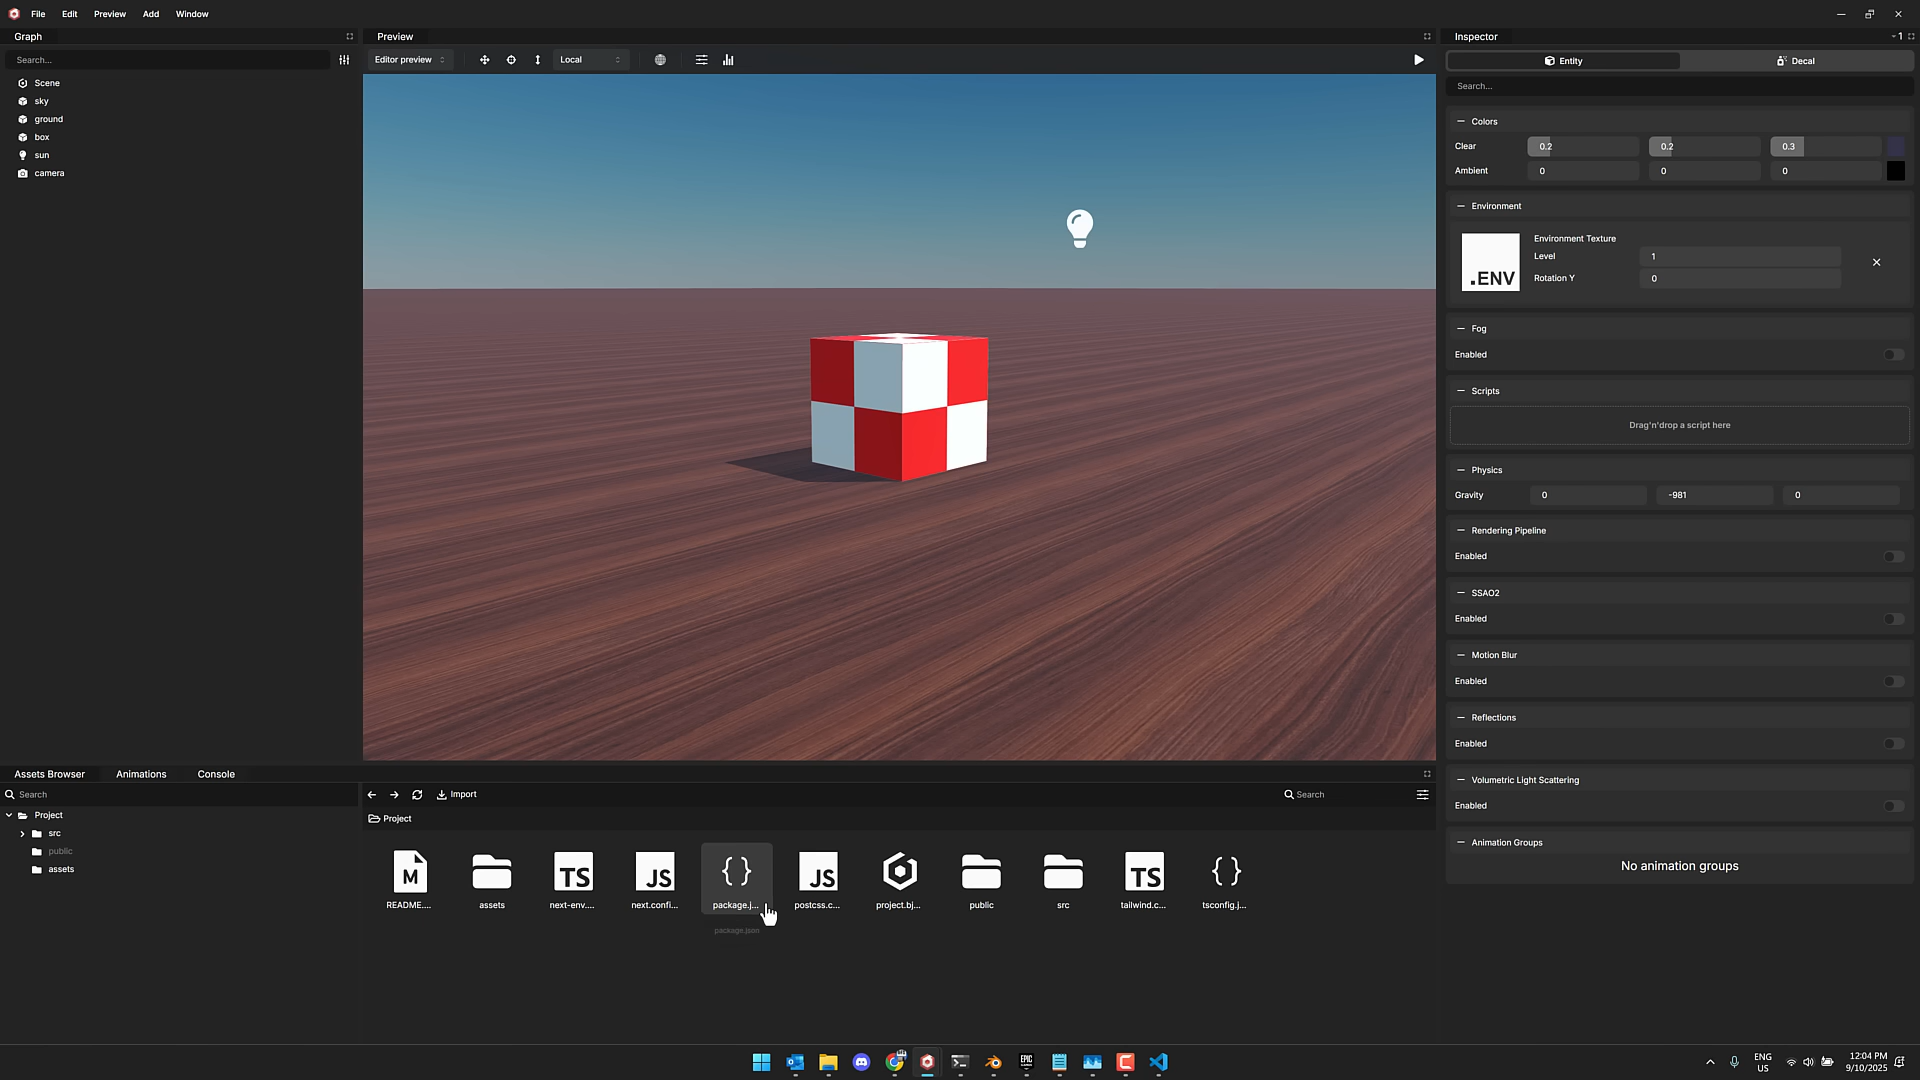 File Edit Preview Add Window
Graph
Search...
Scene
sky
ground
box
sun
camera
Preview
Editor preview
Local
Inspector
1
Entity
Decal
Search...
Colors
Clear 0.2 0.2 0.3
Ambient 0 0 0
Environment
.ENV
Environment Texture
Level 1
Rotation Y 0
Fog
Enabled
Scripts
Drag'n'drop a script here
Physics
Gravity 0 -981 0
Rendering Pipeline
Enabled
SSAO2
Enabled
Motion Blur
Enabled
Reflections
Enabled
Volumetric Light Scattering
Enabled
Animation Groups
No animation groups
Assets Browser Animations Console
Search
Project
src
public
assets
Import
Search
Project
M
TS
JS
{}
JS
TS
{}
README....
assets
next-env....
next.confi...
package.j...
postcss.c...
project.bj...
public
src
tailwind.c...
tsconfig.j...
package.json
EPIC
GAMES
ENG
US
12:04 PM
9/10/2025